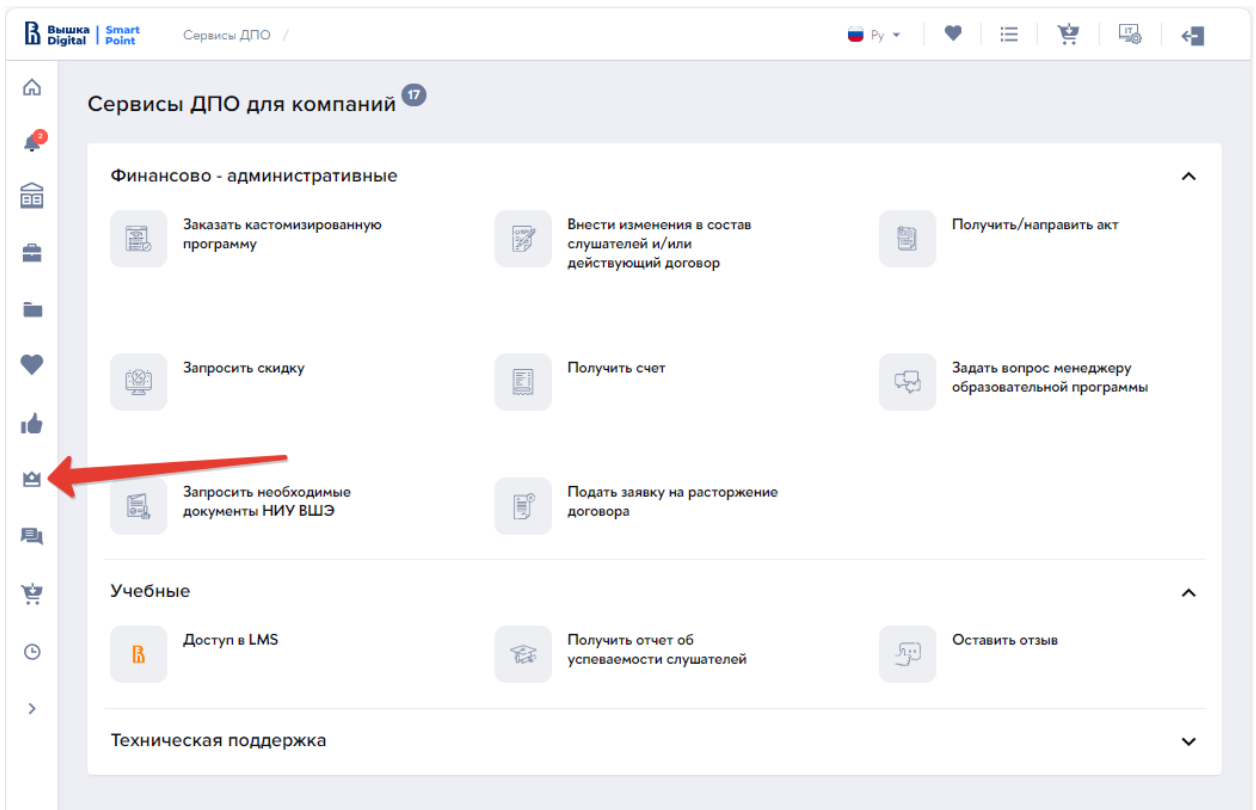 Вышка Digital | Smart Point
Сервисы ДПО /
Ру
IT
Сервисы ДПО для компаний 17
2
Финансово - административные
Заказать кастомизированную
программу
Внести изменения в состав
слушателей и/или
действующий договор
Получить/направить акт
Запросить скидку
Получить счет
Задать вопрос менеджеру
образовательной программы
Запросить необходимые
документы НИУ ВШЭ
Подать заявку на расторжение
договора
Учебные
Доступ в LMS
Получить отчет об
успеваемости слушателей
Оставить отзыв
Техническая поддержка